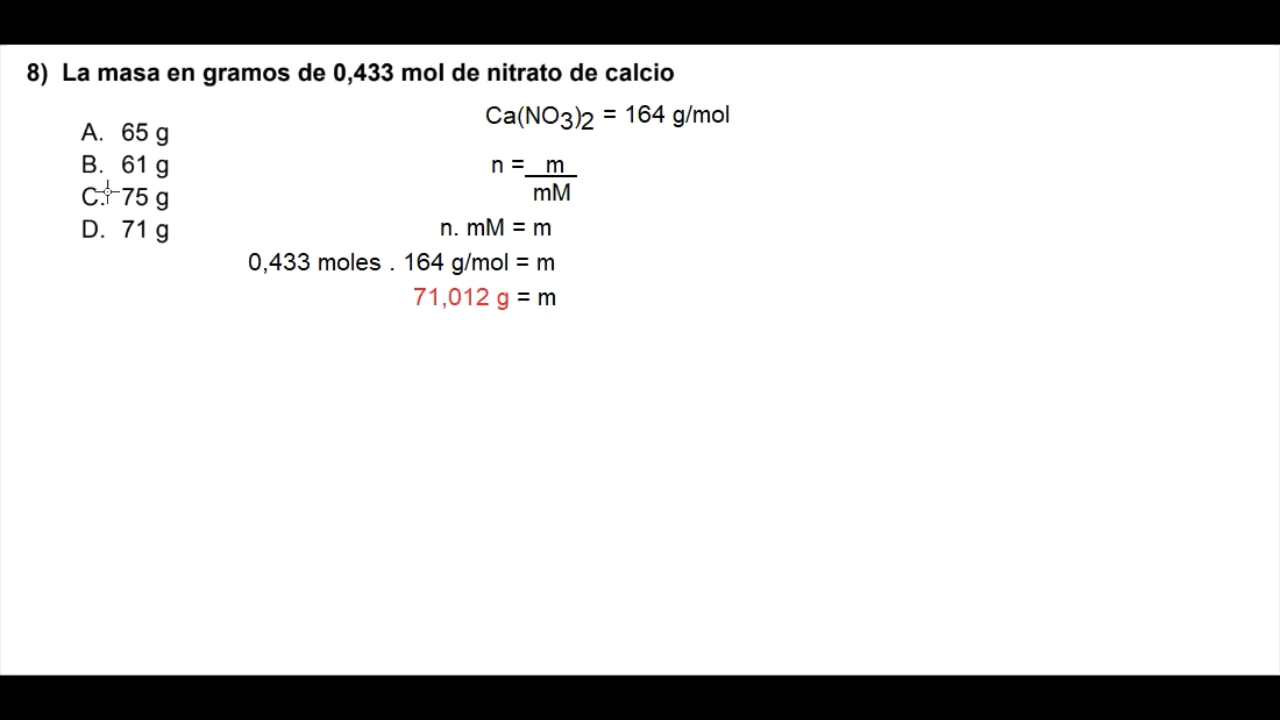 8) La masa en gramos de 0,433 mol de nitrato de calcio
Ca(NO3)2 = 164 g/mol
A. 65 g
B. 61 g
C. 75 g
D. 71 g
n = m
mM
n. mM = m
0,433 moles . 164 g/mol = m
71,012 g = m